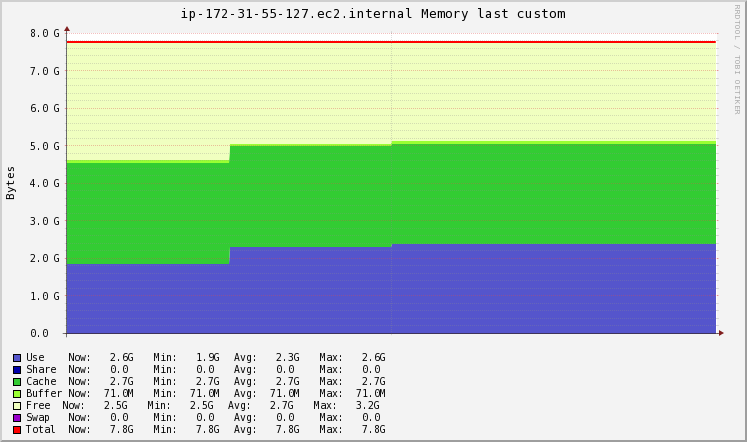 ip-172-31-55-127.ec2.internal Memory last custom
RRDTOOL / TOBI OETIKER
Bytes
8.0 G
7.0 G
6.0 G
5.0 G
4.0 G
3.0 G
2.0 G
1.0 G
0.0
Use Now: 2.6G Min: 1.9G Avg: 2.3G Max: 2.6G
Share Now: 0.0 Min: 0.0 Avg: 0.0 Max: 0.0
Cache Now: 2.7G Min: 2.7G Avg: 2.7G Max: 2.7G
Buffer Now: 71.0M Min: 71.0M Avg: 71.0M Max: 71.0M
Free Now: 2.5G Min: 2.5G Avg: 2.7G Max: 3.2G
Swap Now: 0.0 Min: 0.0 Avg: 0.0 Max: 0.0
Total Now: 7.8G Min: 7.8G Avg: 7.8G Max: 7.8G